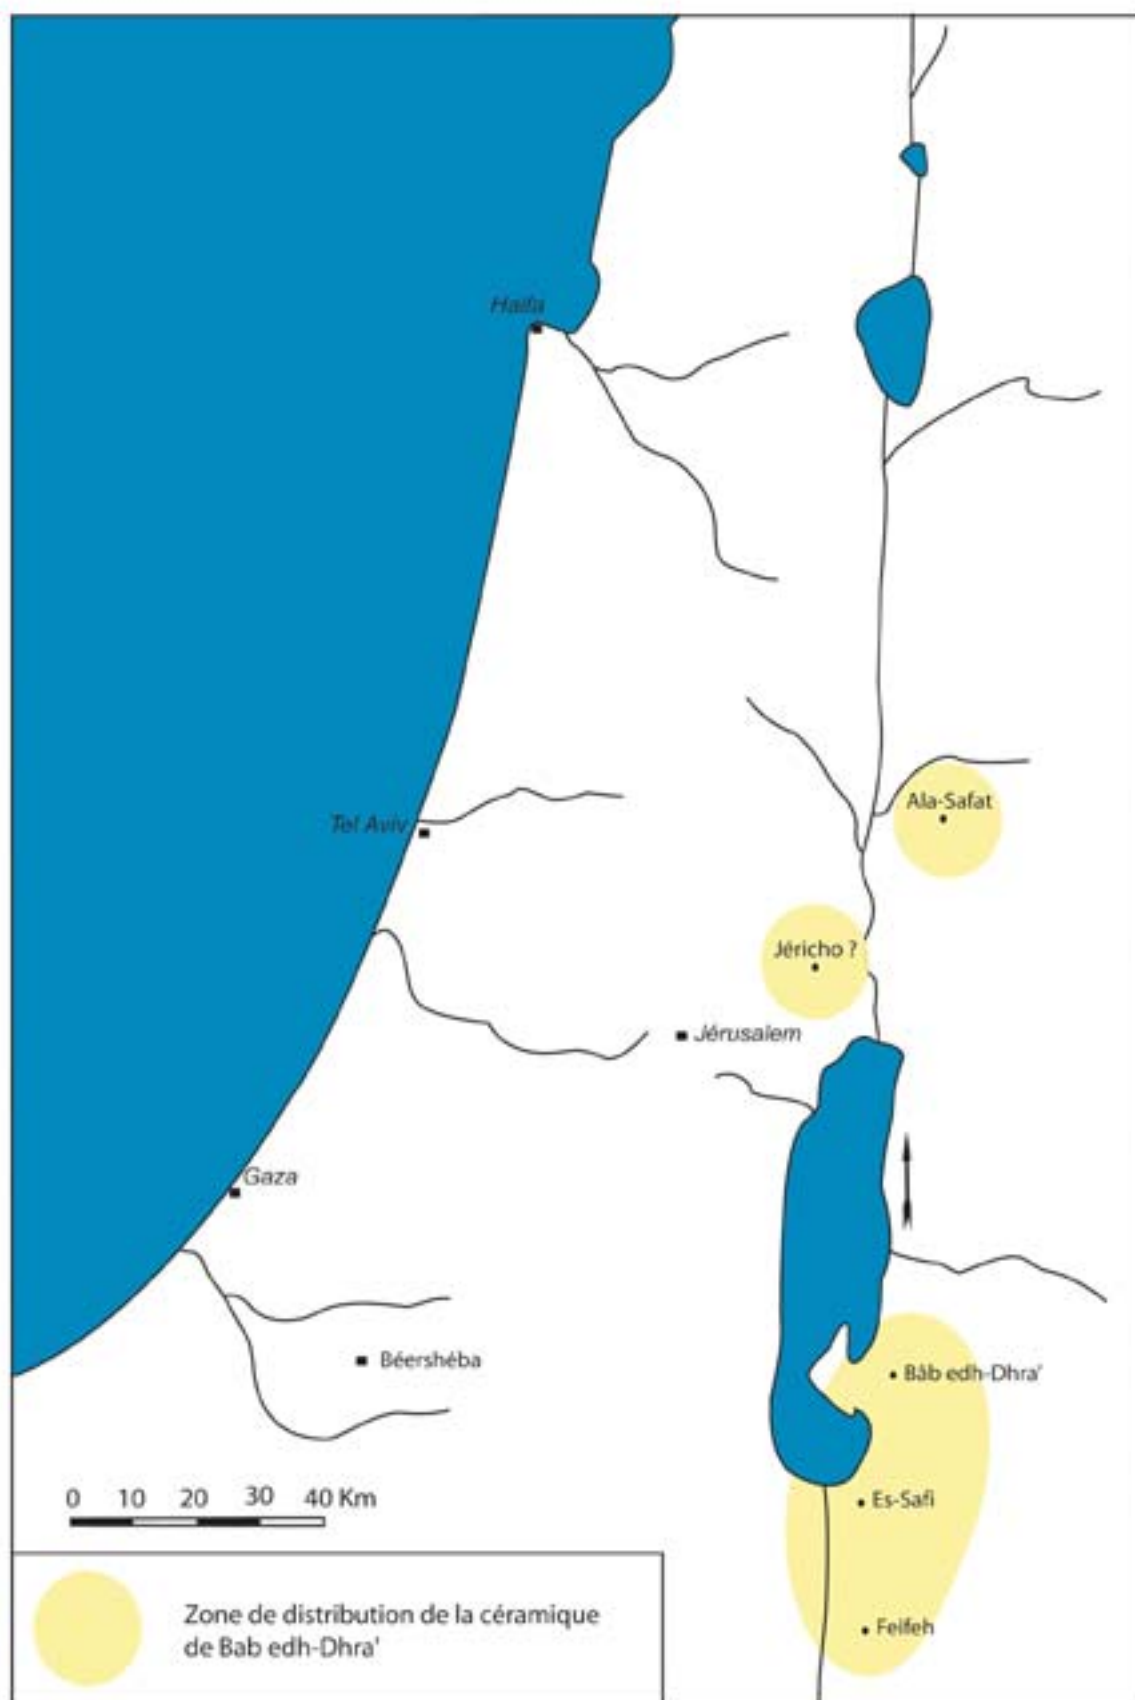 Haifa
Ala-Safat
Tel Aviv
Jéricho ?
Jérusalem
Gaza
Béershéba
Bâb edh-Dhra'
0 10 20 30 40 Km
Es-Safi
Zone de distribution de la céramique
de Bab edh-Dhra'
Feifeh